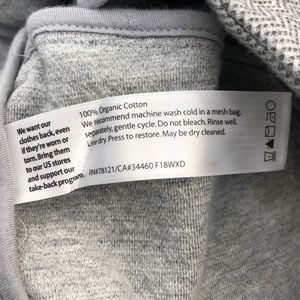 We want our
clothes back, even
if they're worn or
torn. Bring them
to our US stores
and support our
take-back program.
100% Organic Cotton
We recommend machine wash cold in a mesh bag,
separately, gentle cycle. Do not bleach. Rinse well.
Line dry. Press to restore. May be dry cleaned.
RN#78121/CA#34460 F18WXD